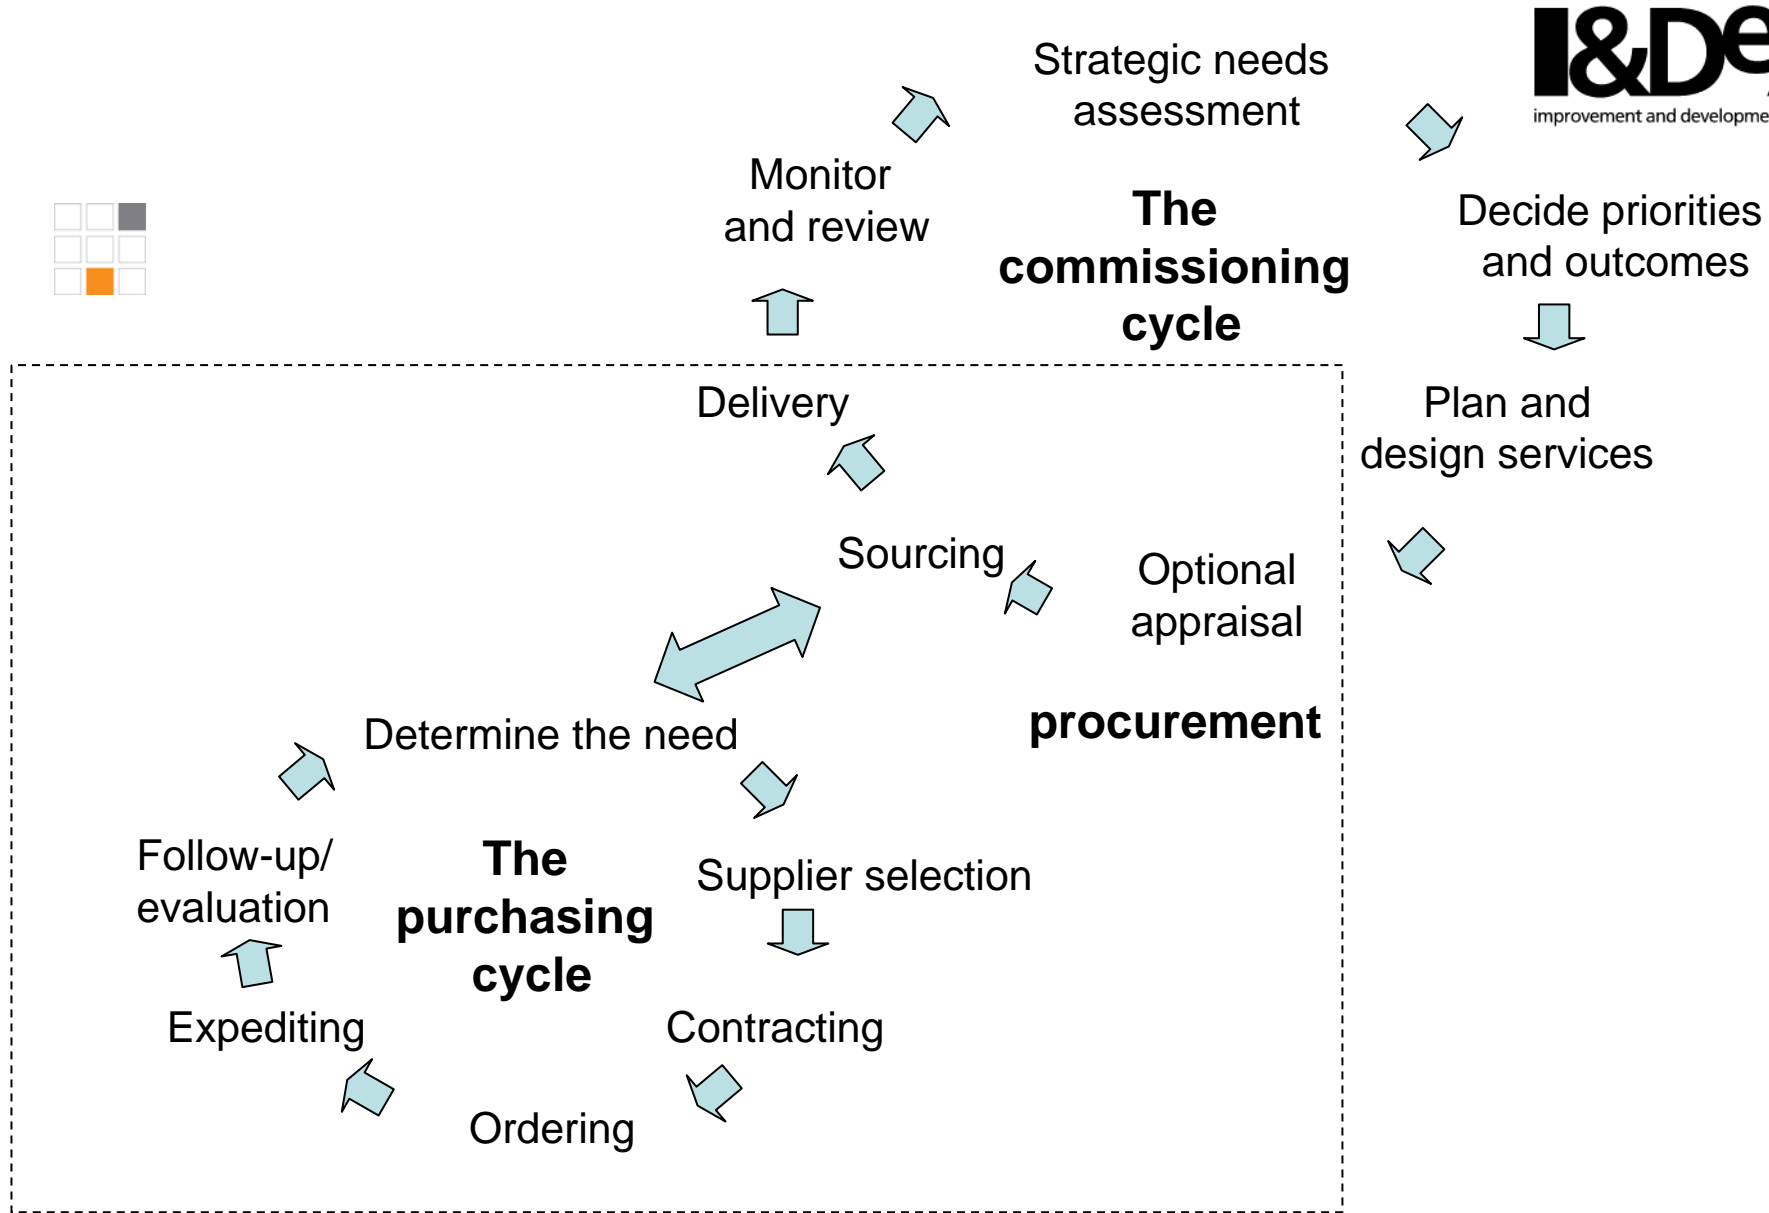 I&De
improvement and developme
Strategic needs
assessment
Monitor
and review
The
commissioning
cycle
Decide priorities
and outcomes
Delivery
Plan and
design services
Sourcing
Optional
appraisal
procurement
Determine the need
Follow-up/
evaluation
The
purchasing
cycle
Supplier selection
Expediting
Contracting
Ordering